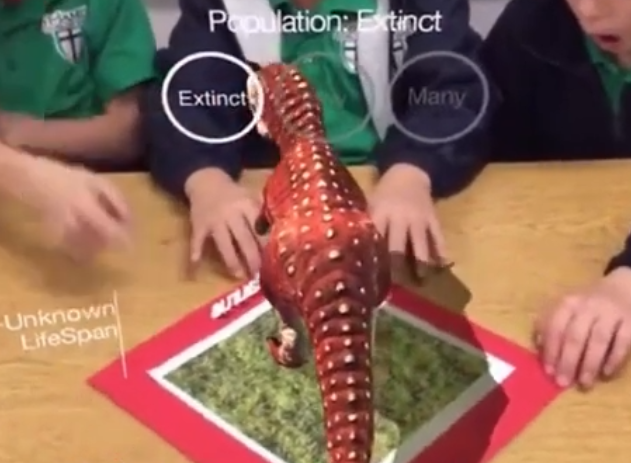 Population: Extinct
Extinct
Many
-Unknown
LifeSpan